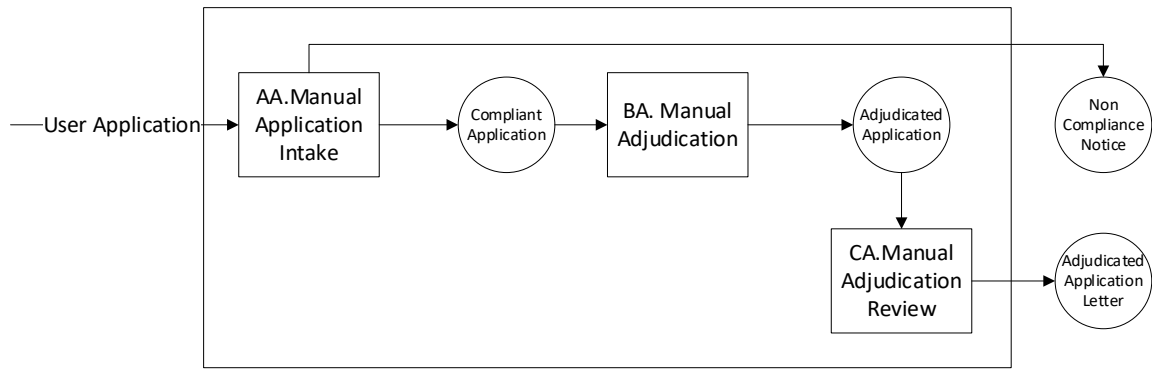 User Application
AA.Manual
Application
Intake
Compliant
Application
BA. Manual
Adjudication
Adjudicated
Application
Non
Compliance
Notice
CA.Manual
Adjudication
Review
Adjudicated
Application
Letter